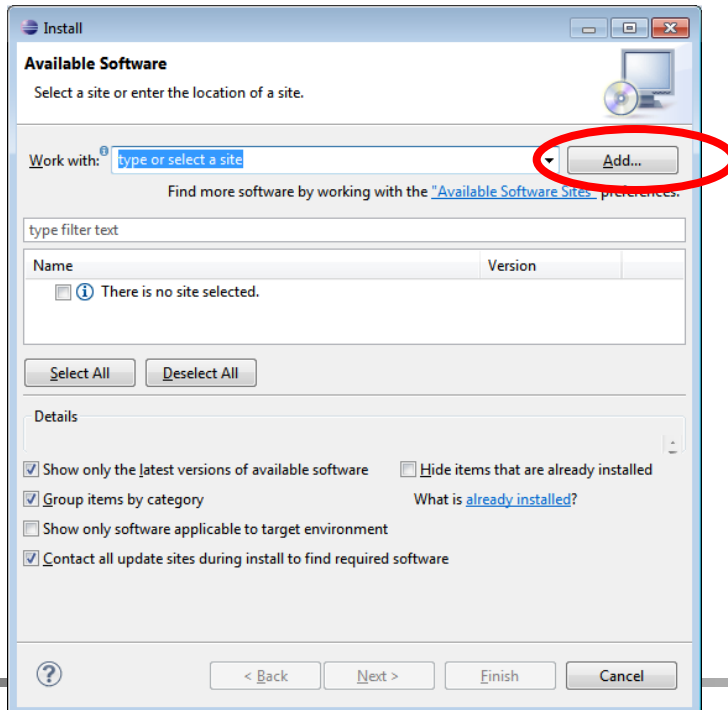 Install
Available Software
Select a site or enter the location of a site.
Work with: type or select a site Add...
Find more software by working with the "Available Software Sites" preferences.
type filter text
Name Version
There is no site selected.
Select All Deselect All
Details
Show only the latest versions of available software Hide items that are already installed
Group items by category What is already installed?
Show only software applicable to target environment
Contact all update sites during install to find required software
< Back Next > Finish Cancel